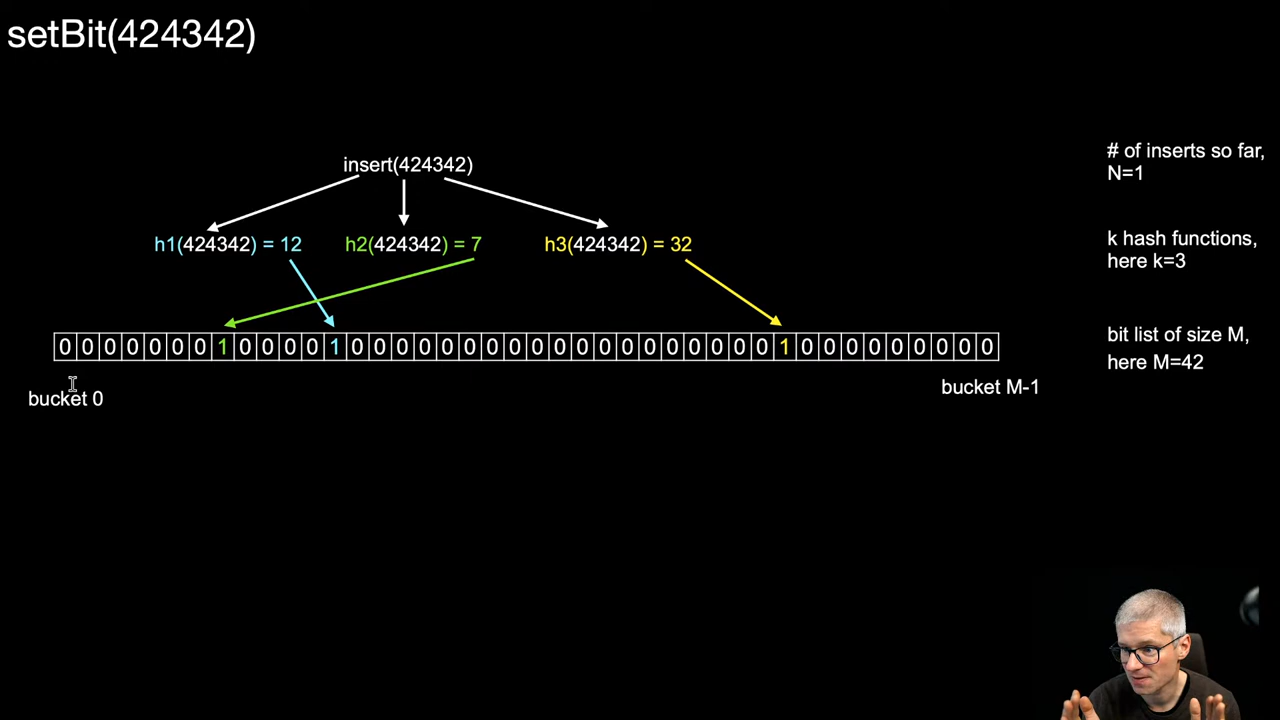 setBit(424342)
insert(424342)
# of inserts so far,
N=1
h1(424342) = 12
h2(424342) = 7
h3(424342) = 32
k hash functions,
here k=3
0 0 0 0 0 0 0 1 0 0 0 0 1 0 0 0 0 0 0 0 0 0 0 0 0 0 0 0 0 0 0 0 1 0 0 0 0 0 0 0 0 0
bit list of size M,
here M=42
bucket 0
bucket M-1